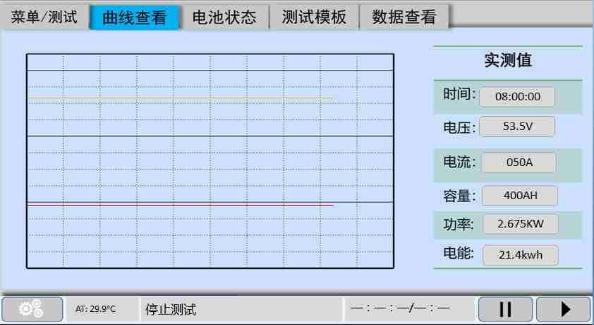 菜单/测试 曲线查看 电池状态 测试模板 数据查看
实测值
时间: 08:00:00
电压: 53.5V
电流: 050A
容量: 400AH
功率: 2.675KW
电能: 21.4kwh
AT: 29.9°C 停止测试 —:—:—/—:—